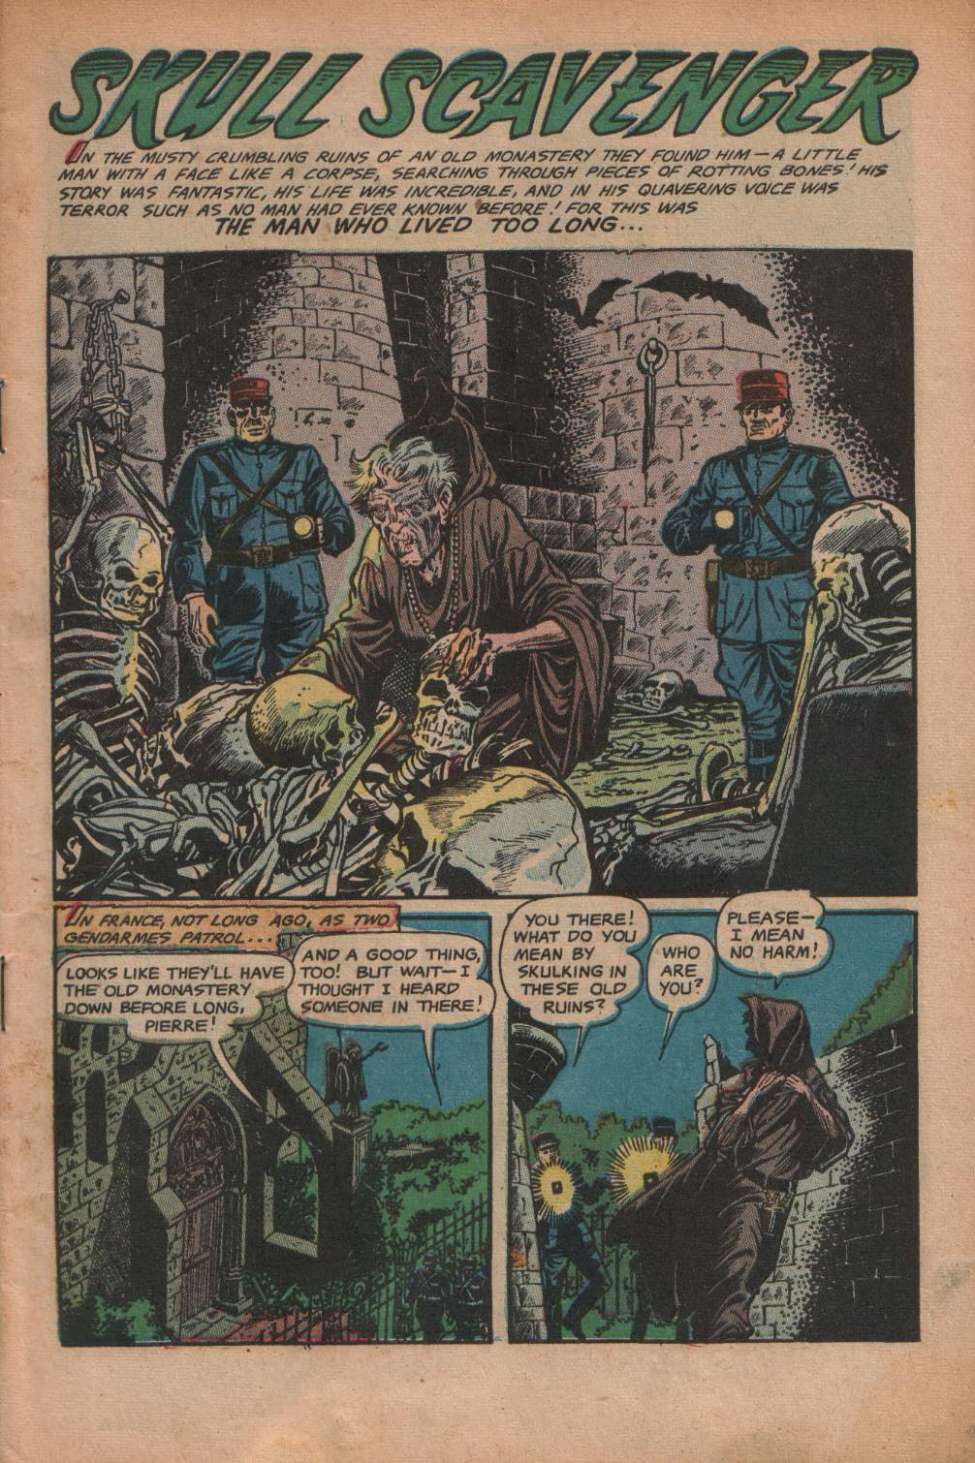 SKULL SCAVENGER
IN THE MUSTY CRUMBLING RUINS OF AN OLD MONASTERY THEY FOUND HIM—A LITTLE
MAN WITH A FACE LIKE A CORPSE, SEARCHING THROUGH PIECES OF ROTTING BONES! HIS
STORY WAS FANTASTIC, HIS LIFE WAS INCREDIBLE, AND IN HIS QUAVERING VOICE WAS
TERROR SUCH AS NO MAN HAD EVER KNOWN BEFORE! FOR THIS WAS
THE MAN WHO LIVED TOO LONG...
IN FRANCE, NOT LONG AGO, AS TWO
GENDARMES PATROL...
LOOKS LIKE THEY'LL HAVE
THE OLD MONASTERY
DOWN BEFORE LONG,
PIERRE!
AND A GOOD THING,
TOO! BUT WAIT—I
THOUGHT I HEARD
SOMEONE IN THERE!
YOU THERE!
WHAT DO YOU
MEAN BY
SKULKING IN
THESE OLD
RUINS?
WHO
ARE
YOU?
PLEASE—
I MEAN
NO HARM!